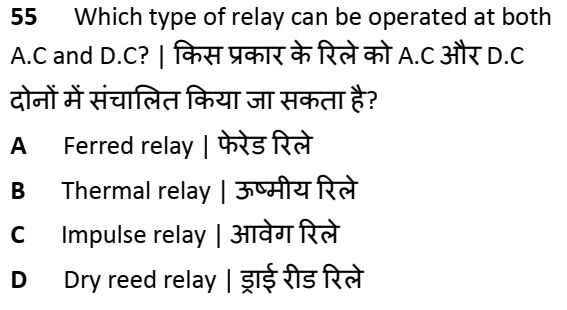 55 Which type of relay can be operated at both
A.C and D.C? | किस प्रकार के रिले को A.C और D.C
दोनों में संचालित किया जा सकता है?
A Ferred relay | फेरेड रिले
B Thermal relay | ऊष्मीय रिले
C Impulse relay | आवेग रिले
D Dry reed relay | ड्राई रीड रिले